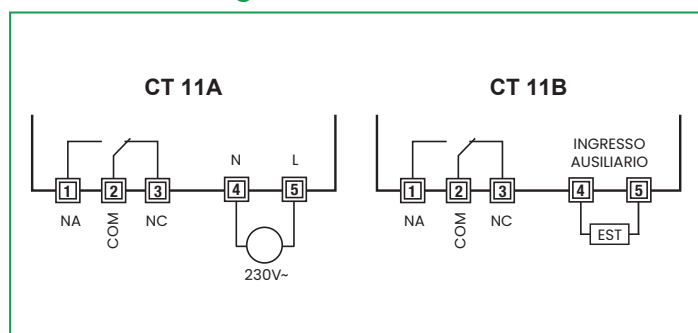 CT 11A
N L
1 2 3 4 5
NA COM NC
230V~
CT 11B
INGRESSO
AUSILIARIO
1 2 3 4 5
NA COM NC
EST